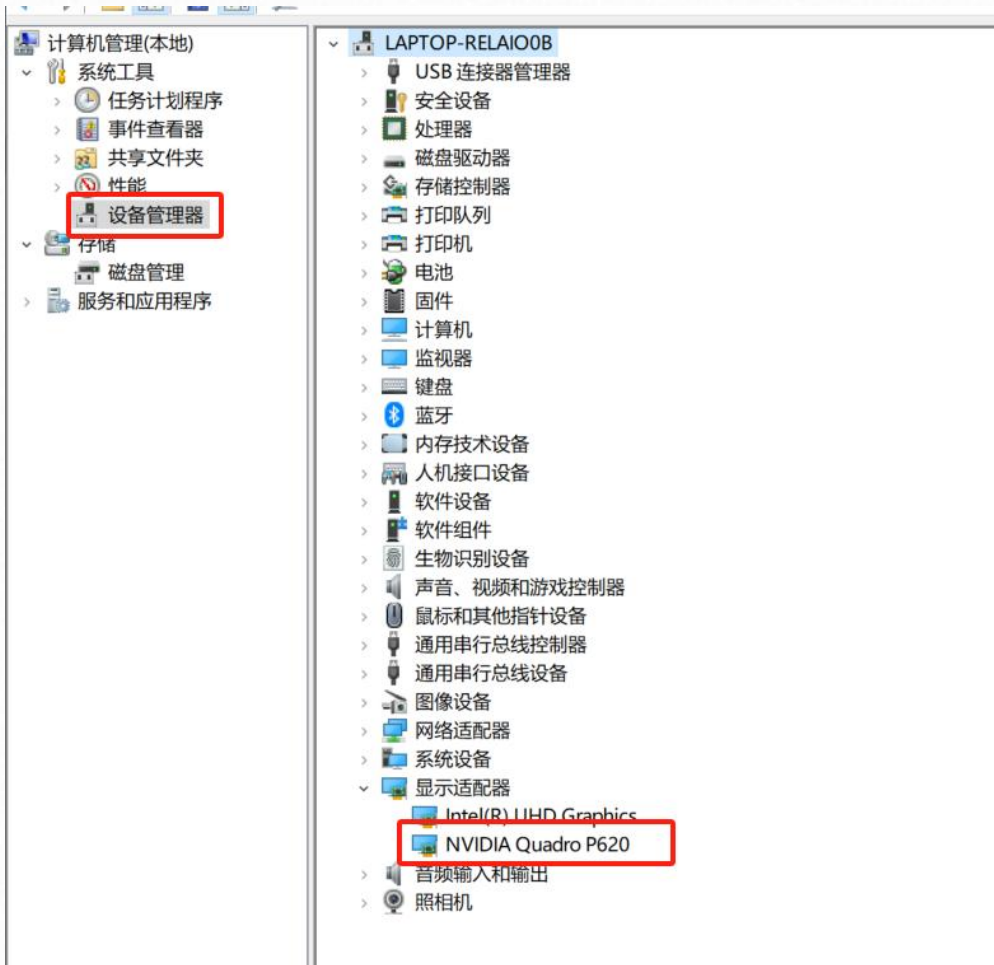 计算机管理(本地)
系统工具
任务计划程序
事件查看器
共享文件夹
性能
设备管理器
存储
磁盘管理
服务和应用程序
LAPTOP-RELAIO0B
USB 连接器管理器
安全设备
处理器
磁盘驱动器
存储控制器
打印队列
打印机
电池
固件
计算机
监视器
键盘
蓝牙
内存技术设备
人机接口设备
软件设备
软件组件
生物识别设备
声音、视频和游戏控制器
鼠标和其他指针设备
通用串行总线控制器
通用串行总线设备
图像设备
网络适配器
系统设备
显示适配器
Intel(R) UHD Graphics
NVIDIA Quadro P620
音频输入和输出
照相机